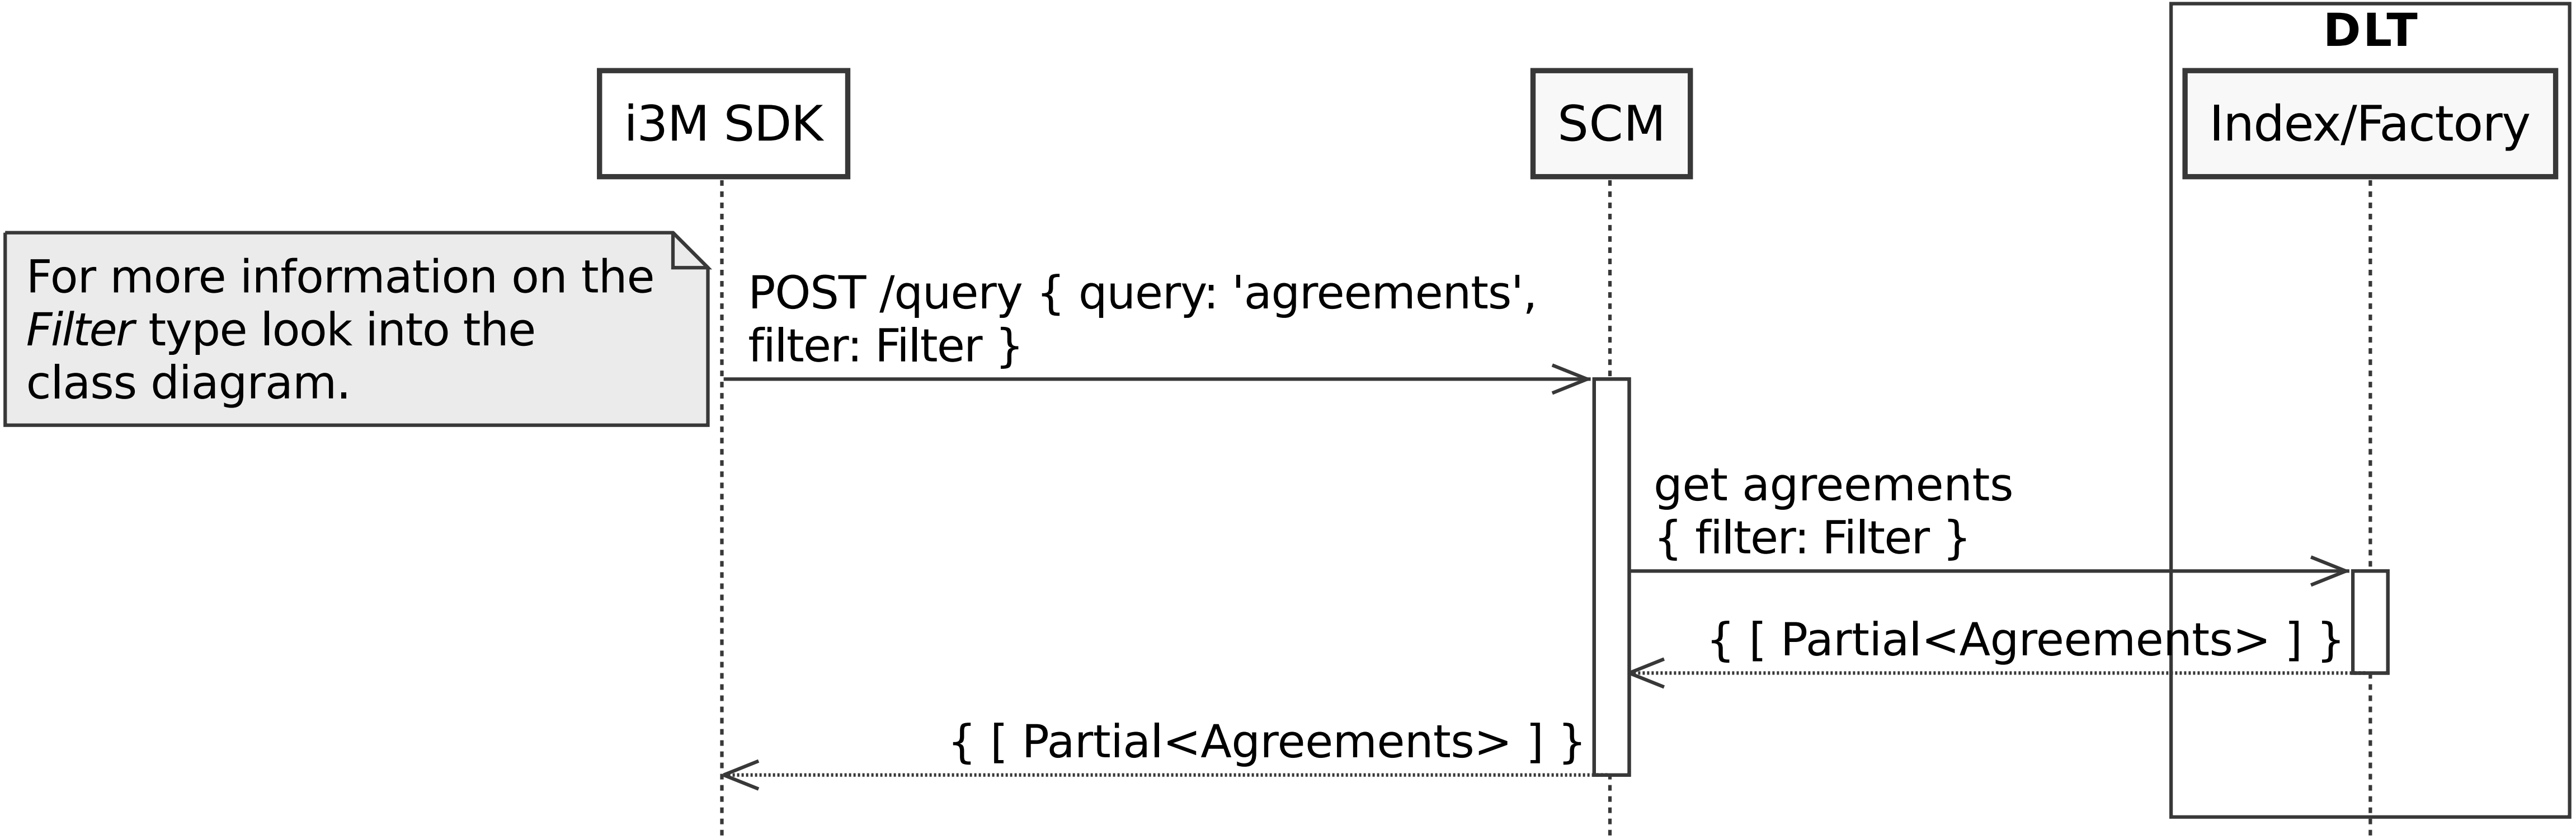 DLT
i3M SDK
SCM
Index/Factory
For more information on the
Filter type look into the
class diagram.
POST /query { query: 'agreements',
filter: Filter }
get agreements
{ filter: Filter }
{ [ Partial<Agreements> ] }
{ [ Partial<Agreements> ] }